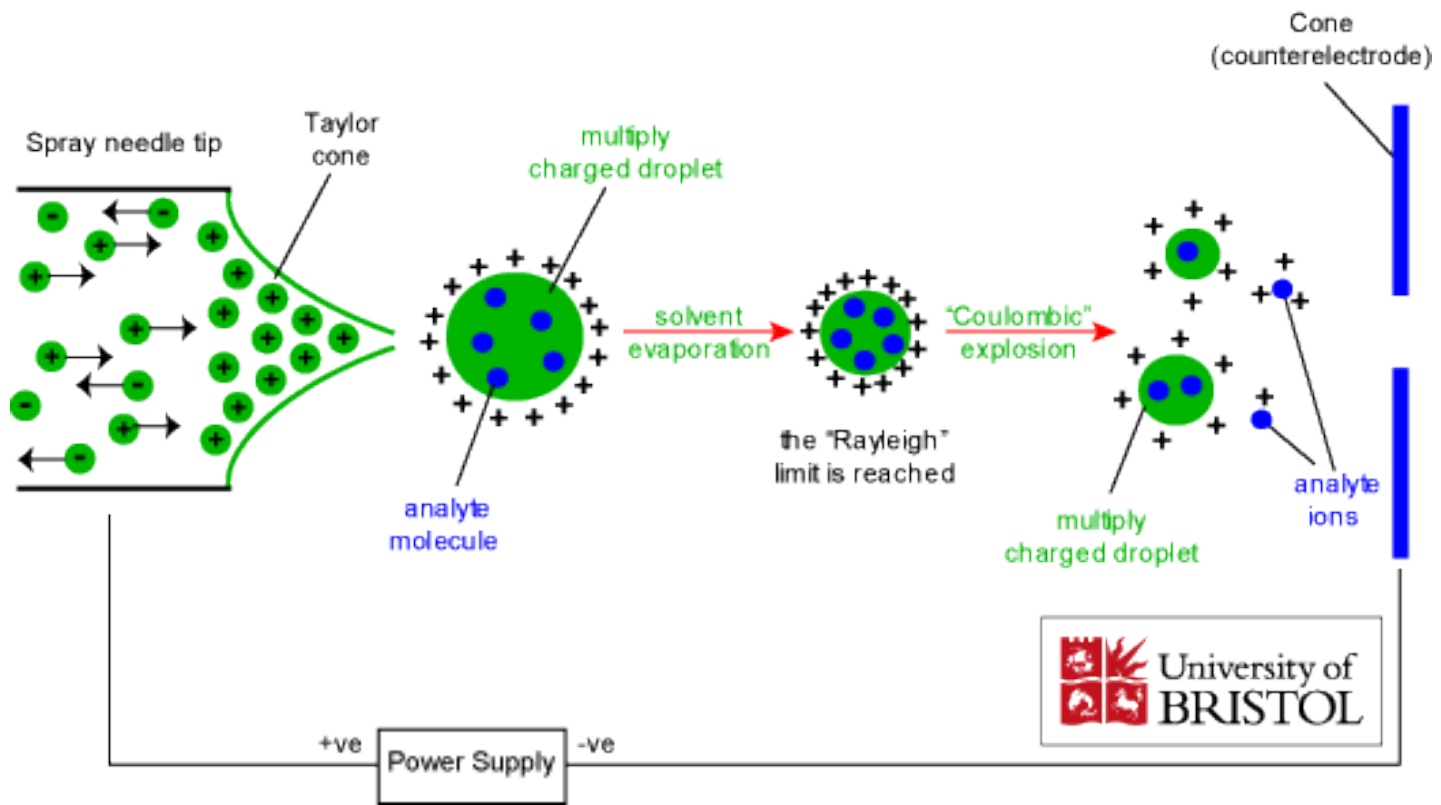 Cone
(counterelectrode)
Spray needle tip
Taylor
cone
multiply
charged droplet
solvent
evaporation
"Coulombic"
explosion
the "Rayleigh"
limit is reached
analyte
molecule
analyte
ions
multiply
charged droplet
University of
BRISTOL
+ve
Power Supply
-ve